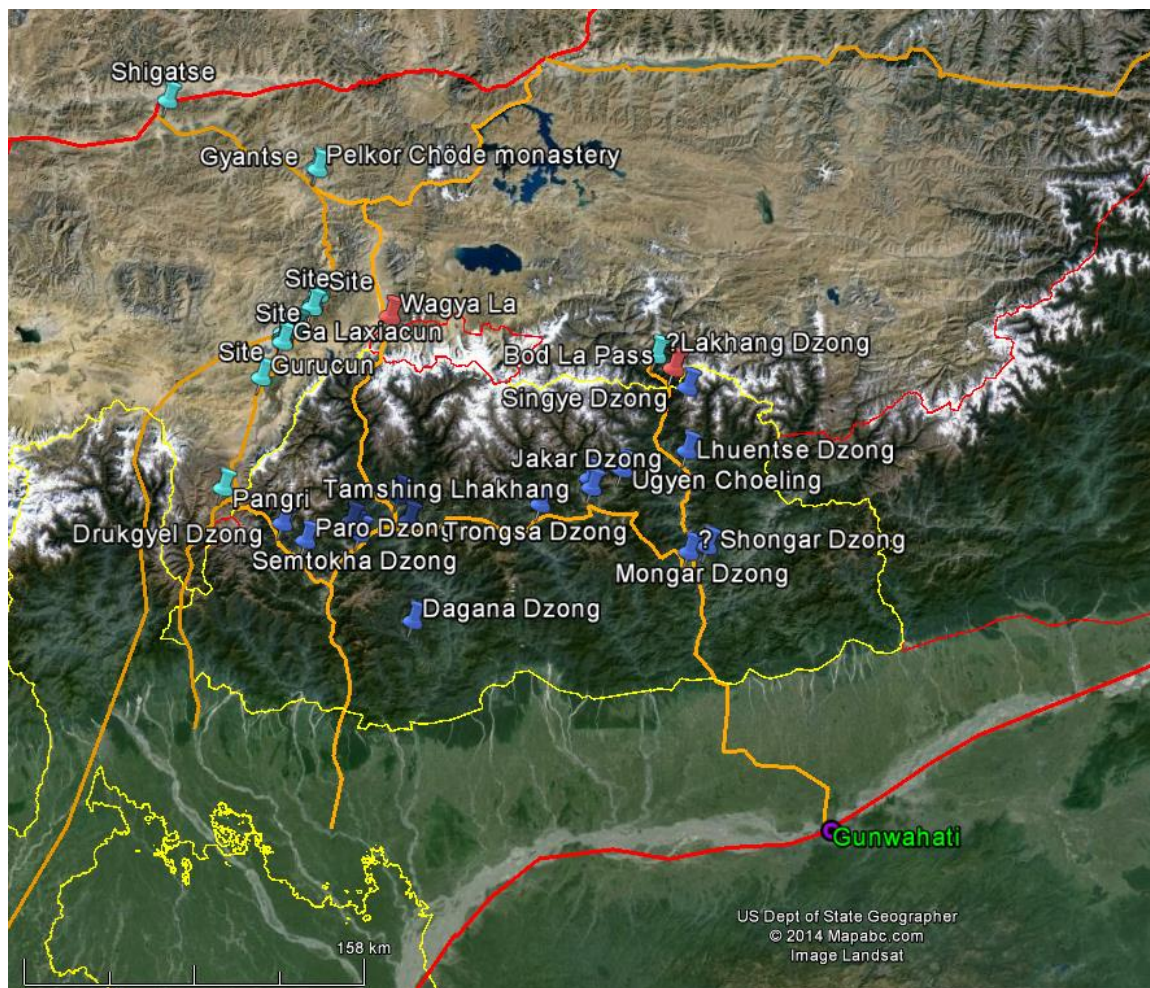 Shigatse
Gyantse
Pelkor Chöde monastery
Site
Site
Site
Wagya La
Ga Laxiacun
Site
Gurucun
?Lakhang Dzong
Bod La Pass
Singye Dzong
Lhuentse Dzong
Jakar Dzong
Ugyen Choeling
Tamshing Lhakhang
Pangri
Drukgyel Dzong
Paro Dzong
Trongsa Dzong
? Shongar Dzong
Semtokha Dzong
Mongar Dzong
Dagana Dzong
Gunwahati
US Dept of State Geographer
© 2014 Mapabc.com
Image Landsat
158 km